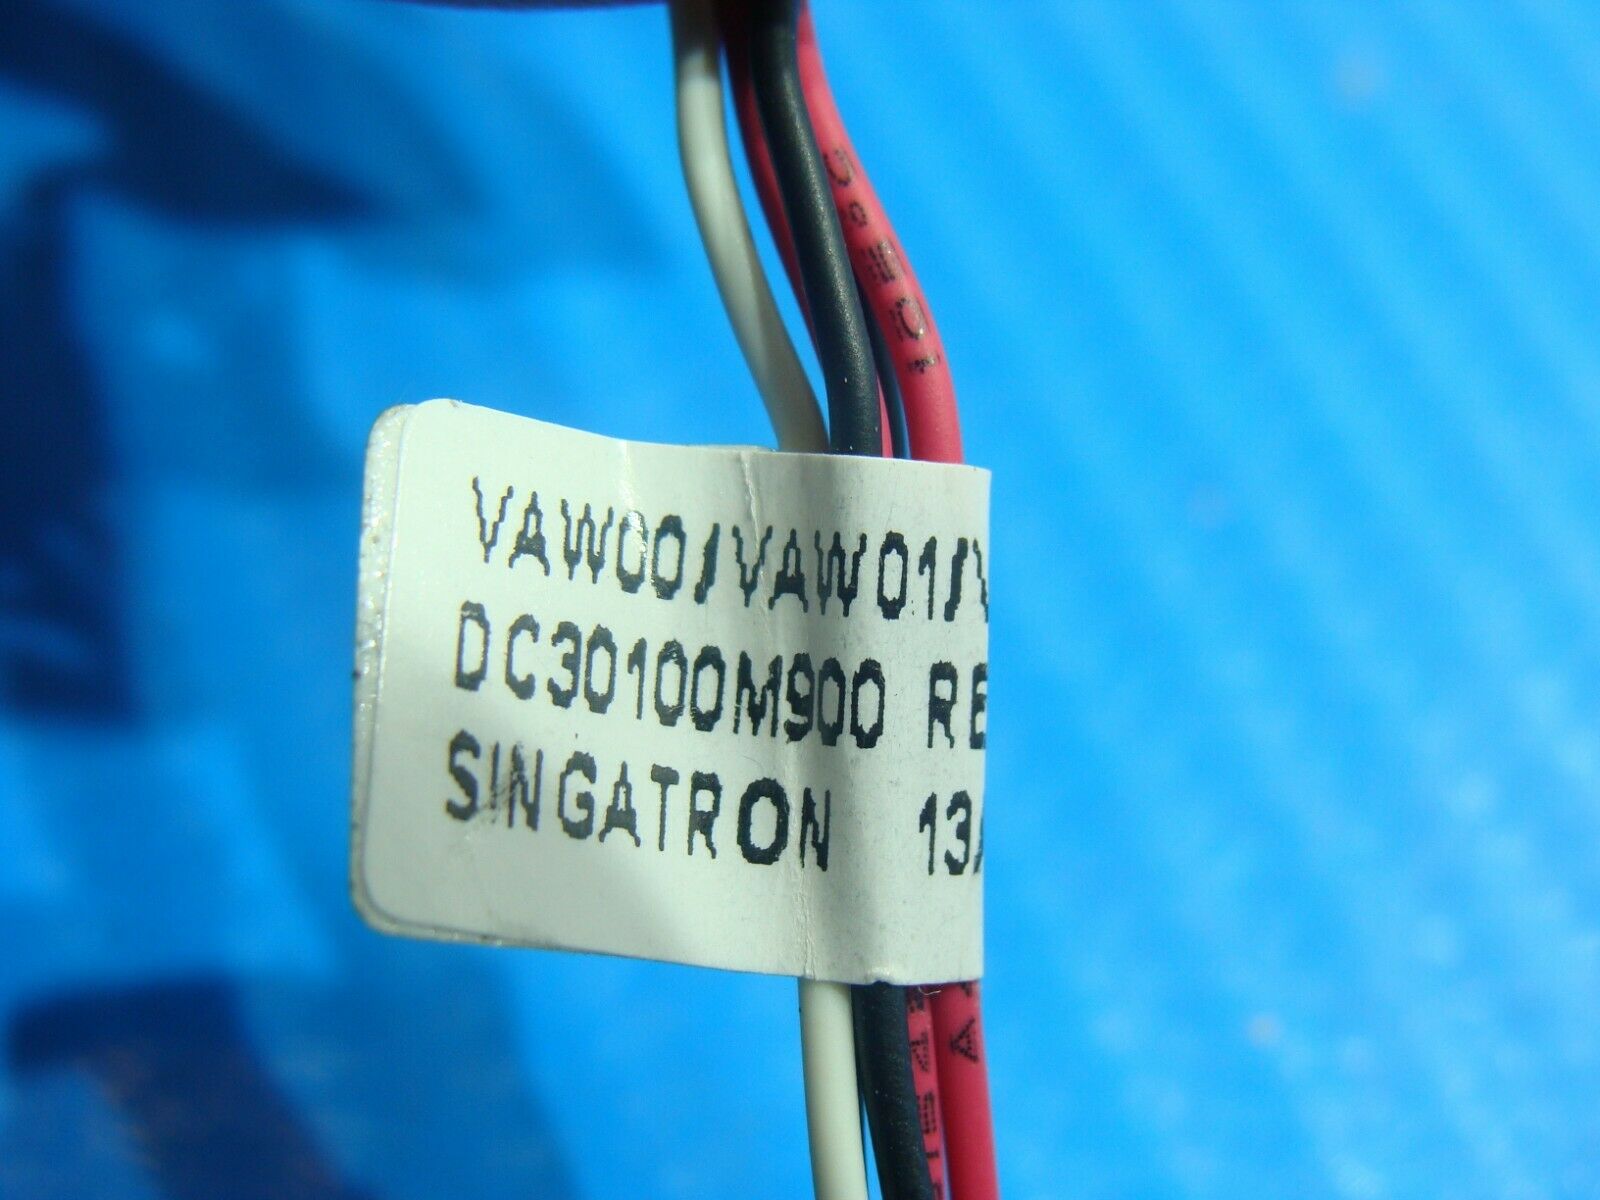 VAW00/VAW01/
DC30100M900 RE
SINGATRON 13